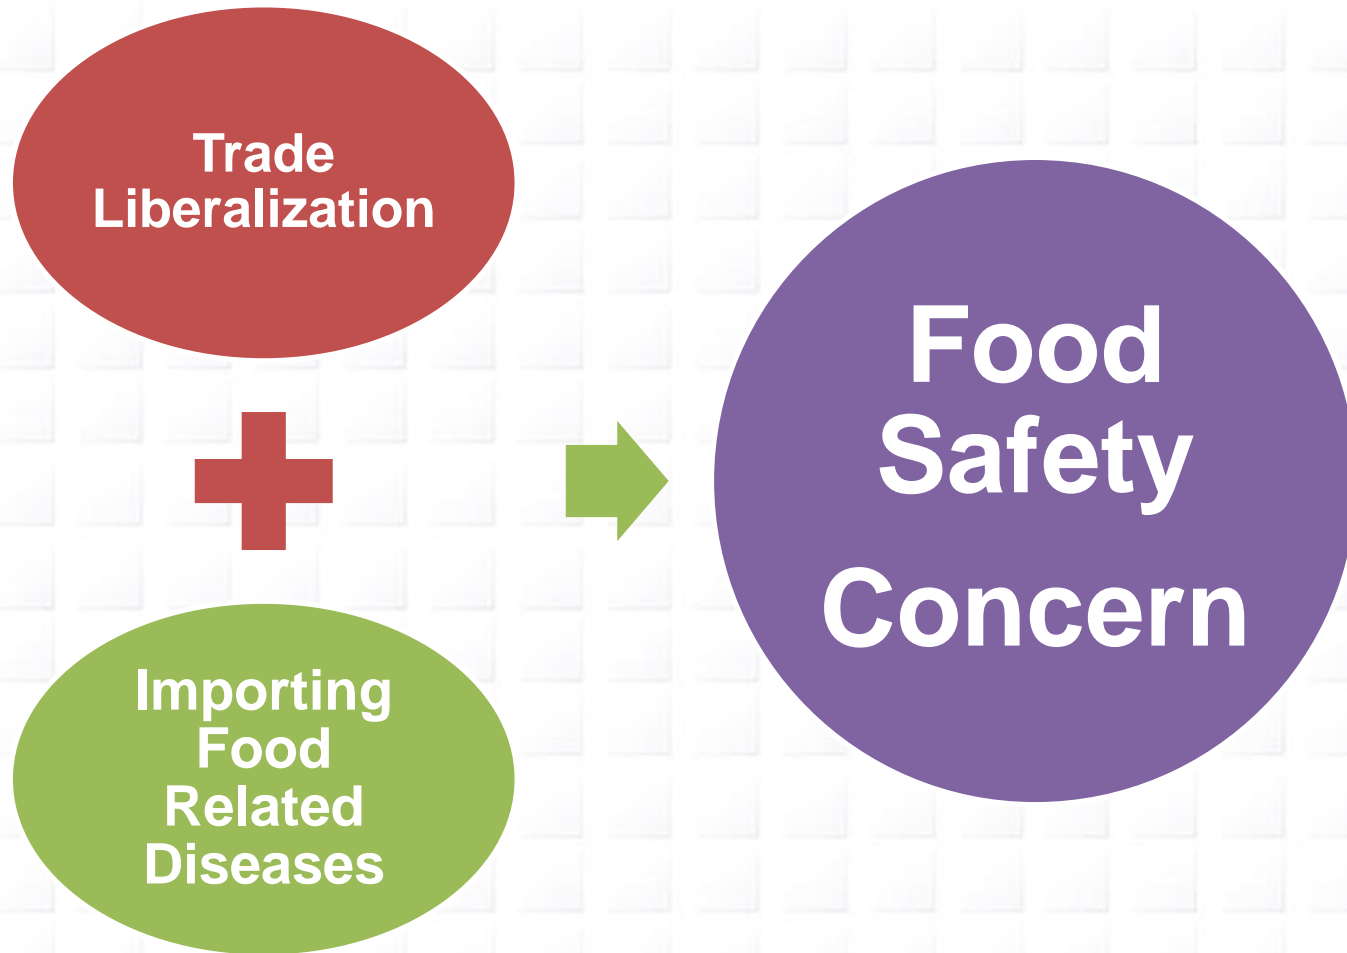 Trade
Liberalization
Importing
Food
Related
Diseases
Food
Safety
Concern